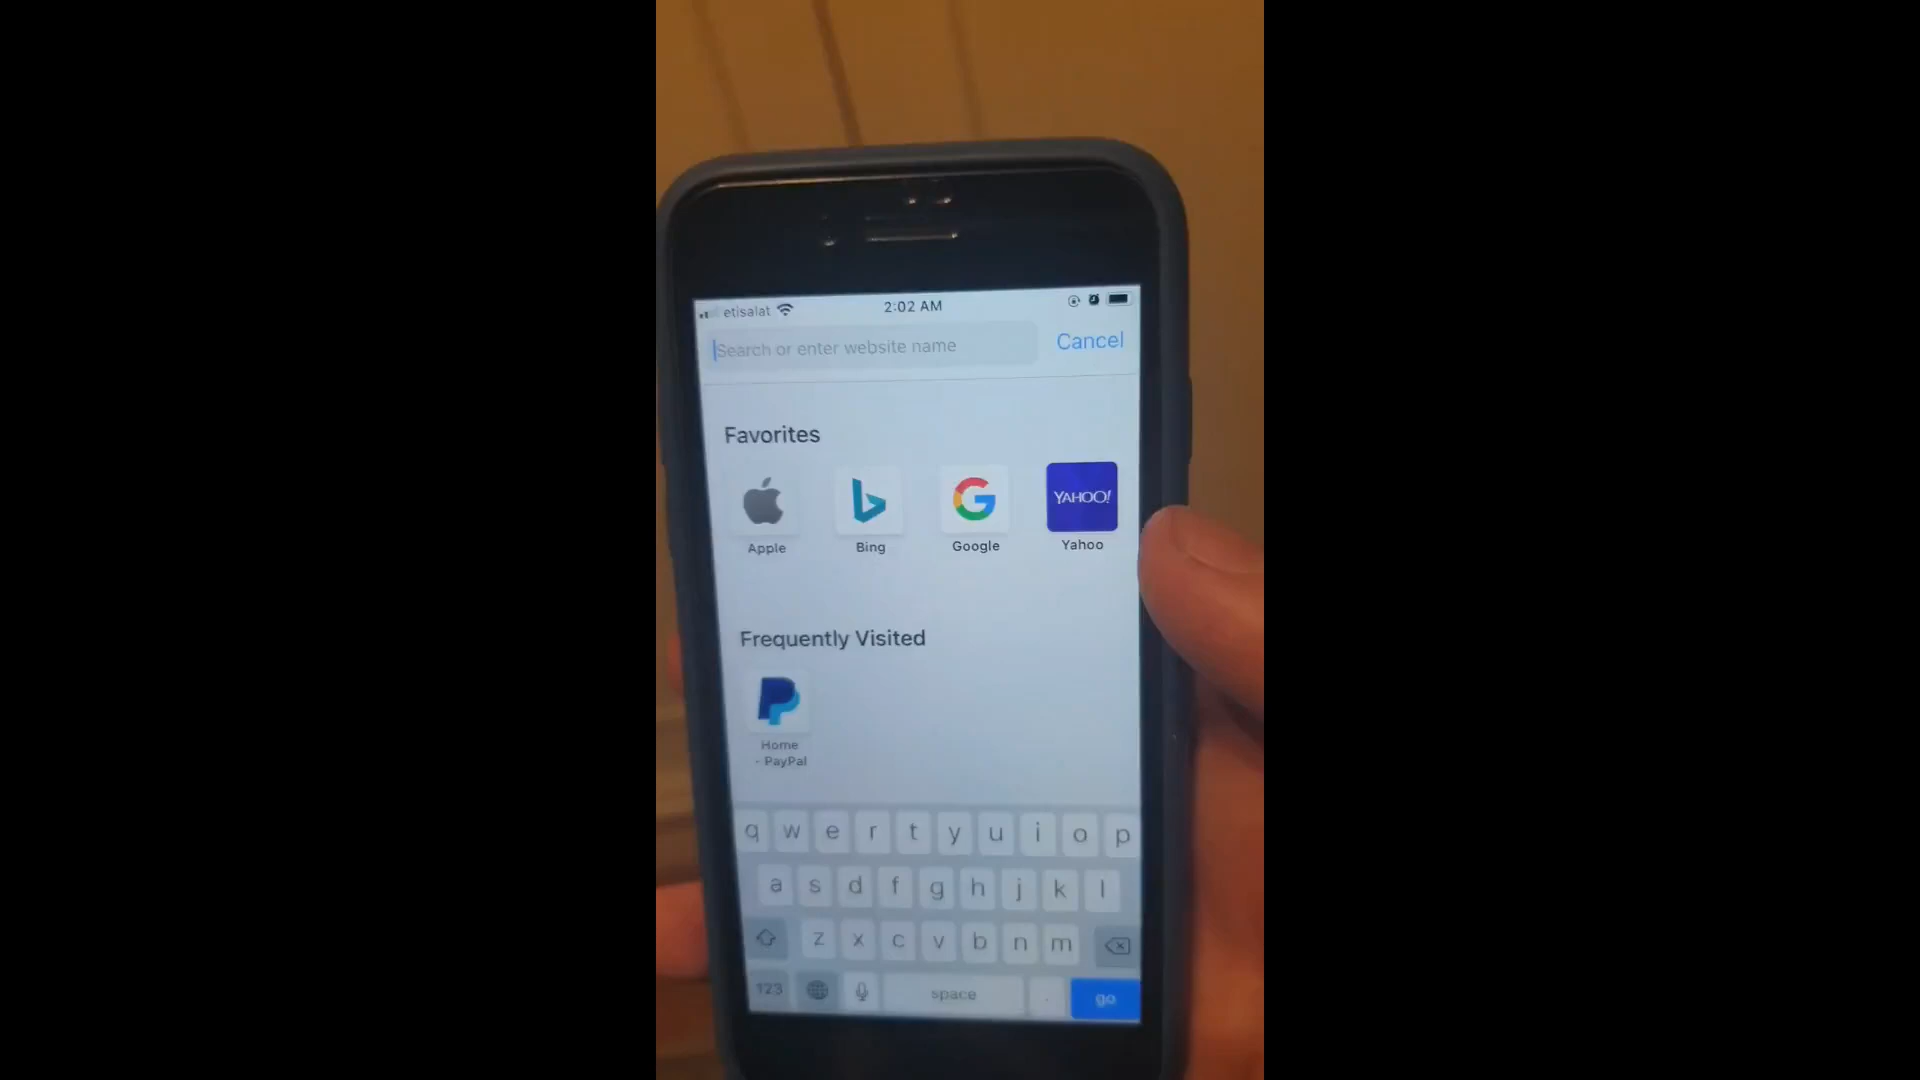 etisalat 2:02 AM
Search or enter website name Cancel
Favorites
YAHOO!
Apple Bing Google Yahoo
Frequently Visited
Home
- PayPal
q w e r t y u i o p
a s d f g h j k l
z x c v b n m
123 space . go